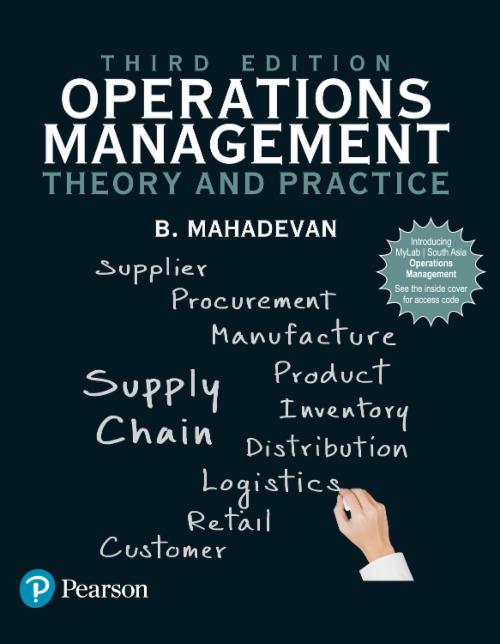 THIRD EDITION
OPERATIONS
MANAGEMENT
THEORY AND PRACTICE
B. MAHADEVAN
Introducing
MyLab | South Asia
Operations
Management
See the inside cover
for access code
Supplier
Procurement
Manufacture
Product
Supply
Inventory
Chain
Distribution
Logistics
Retail
Customer
P Pearson